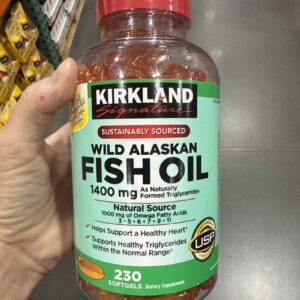 KIRKLAND
Signature
SUSTAINABLY SOURCED
WILD ALASKAN
FISH OIL
1400 mg As Naturally
Formed Triglycerides
Natural Source
1000 mg of Omega Fatty Acids
3 • 5 • 6 • 7 • 9 • 11
Helps Support a Healthy Heart*
Supports Healthy Triglycerides
Within the Normal Range*
USP
230
SOFTGELS Dietary Supplement